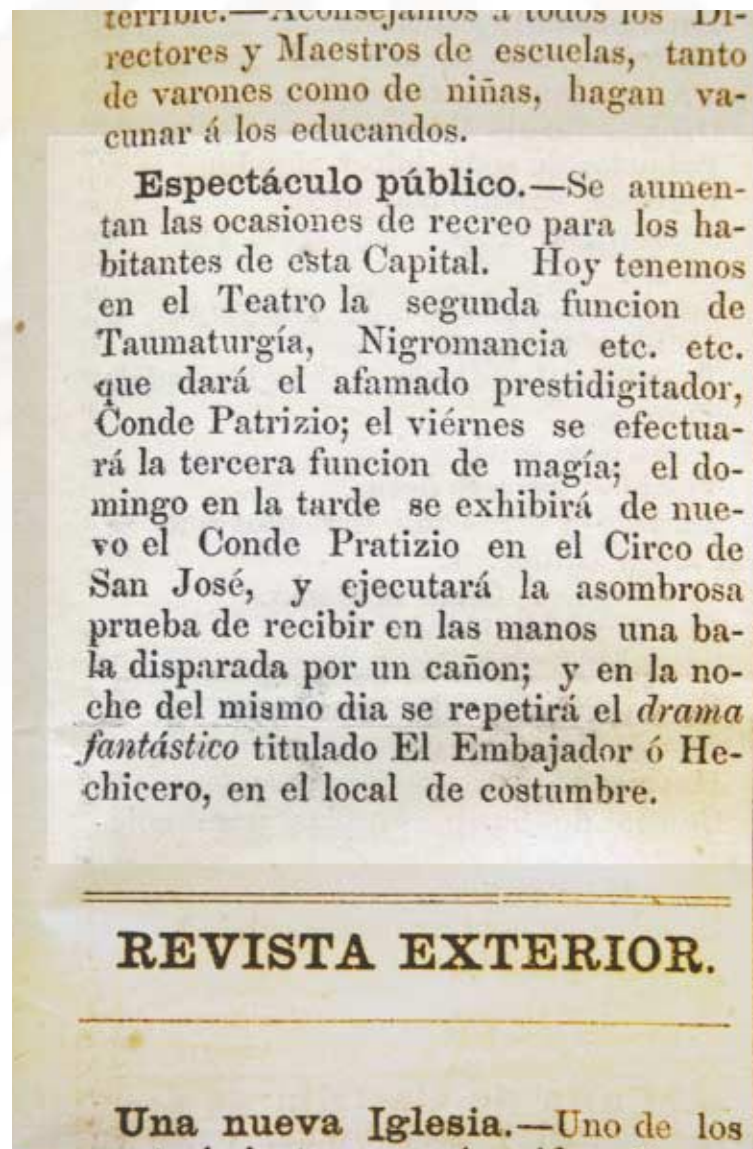 terrible.—Aconsejamos á todos los Di-
rectores y Maestros de escuelas, tanto
de varones como de niñas, hagan va-
cunar á los educandos.
Espectáculo público.—Se aumen-
tan las ocasiones de recreo para los ha-
bitantes de esta Capital. Hoy tenemos
en el Teatro la segunda funcion de
Taumaturgía, Nigromancia etc. etc.
que dará el afamado prestidigitador,
Conde Patrizio; el viérnes se efectua-
rá la tercera funcion de magía; el do-
mingo en la tarde se exhibirá de nue-
vo el Conde Pratizio en el Circo de
San José, y ejecutará la asombrosa
prueba de recibir en las manos una ba-
la disparada por un cañon; y en la no-
che del mismo dia se repetirá el drama
fantástico titulado El Embajador ó He-
chicero, en el local de costumbre.
REVISTA EXTERIOR.
Una nueva Iglesia.—Uno de los